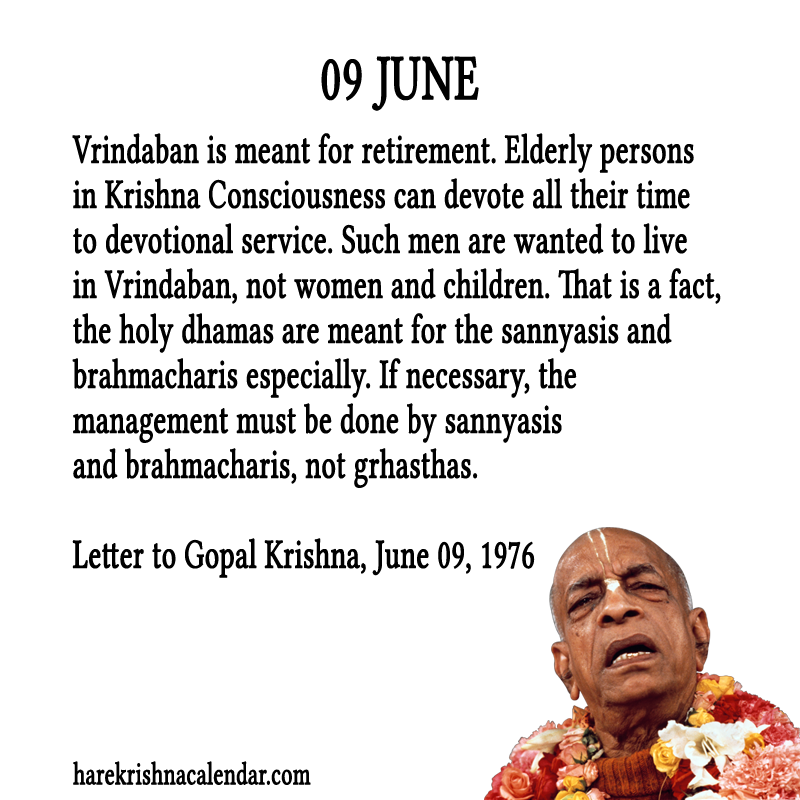 09 JUNE
Vrindaban is meant for retirement. Elderly persons
in Krishna Consciousness can devote all their time
to devotional service. Such men are wanted to live
in Vrindaban, not women and children. That is a fact,
the holy dhamas are meant for the sannyasis and
brahmacharis especially. If necessary, the
management must be done by sannyasis
and brahmacharis, not grhasthas.
Letter to Gopal Krishna, June 09, 1976
harekrishnacalendar.com